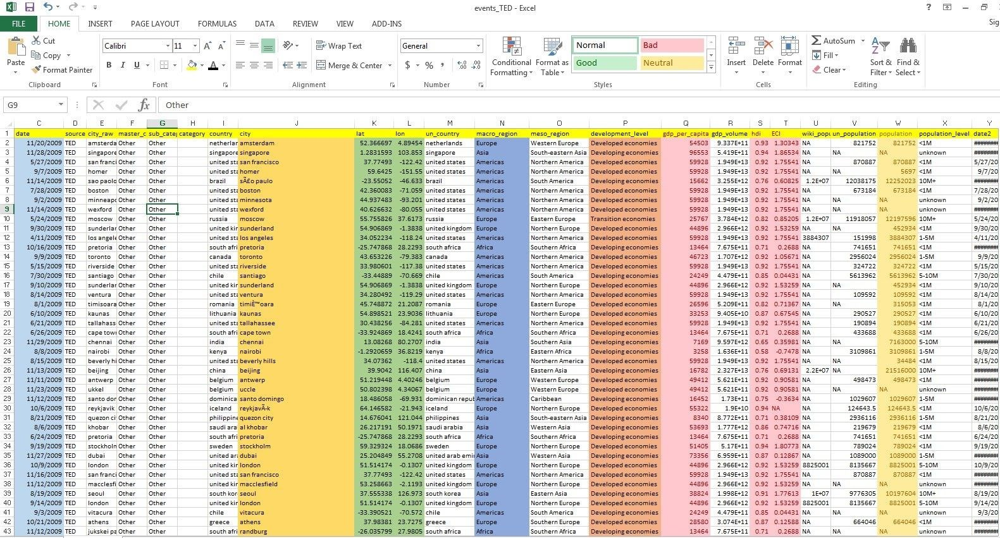 events_TED - Excel
FILE HOME INSERT PAGE LAYOUT FORMULAS DATA REVIEW VIEW ADD-INS Sig
Paste Cut Copy Format Painter Clipboard
Calibri 11 B I U A Font
Wrap Text Merge & Center Alignment
General $ % , Number
Conditional Formatting Format as Table Normal Bad Good Neutral Styles
Insert Delete Format Cells
AutoSum Fill Clear Sort & Filter Find & Select Editing
G9 fx Other
C D E F G H I J K L M N O P Q R S T U V W X Y
1 date source city_raw master_c sub_cate category country city lat lon un_country macro_region meso_region development_level gdp_per_capita gdp_volume hdi ECI wiki_popu un_population population population_level date2
2 11/20/2009 TED amsterda Other Other netherlar amsterdam 52.366697 4.89454 netherlands Europe Western Europe Developed economies 54503 9.337E+11 0.93 1.30343 NA 821752 821752 <1M ########
3 11/28/2009 TED singapore Other Other singapore singapore 1.2831593 103.853 singapore Asia South-eastern Asia Developing economies 96553 5.419E+11 0.94 1.86534 NA NA NA unknown ########
4 5/27/2009 TED san franci Other Other united sta san francisco 37.77493 -122.42 united states Americas Northern America Developed economies 59928 1.949E+13 0.92 1.75541 NA 870887 870887 <1M 5/27/20
5 9/7/2009 TED homer Other Other united sta homer 59.6425 -151.55 united states Americas Northern America Developed economies 59928 1.949E+13 0.92 1.75541 NA NA 5697 <1M 9/7/20
6 11/14/2009 TED sao paolo Other Other brazil sÃ£o paulo -23.55052 -46.633 brazil Americas South America Developing economies 15662 3.255E+12 0.76 0.60825 1.2E+07 12038175 12252023 10M+ ########
7 7/28/2009 TED boston Other Other united sta boston 42.360083 -71.059 united states Americas Northern America Developed economies 59928 1.949E+13 0.92 1.75541 NA 673184 673184 <1M 7/28/20
8 9/2/2009 TED minneapo Other Other united sta minnesota 44.937483 -93.201 united states Americas Northern America Developed economies 59928 1.949E+13 0.92 1.75541 NA NA NA unknown 9/2/20
9 11/14/2009 TED wexford Other Other united sta wexford 40.626632 -80.055 united states Americas Northern America Developed economies 59928 1.949E+13 0.92 1.75541 NA NA NA unknown ########
10 5/24/2009 TED moscow Other Other russia moscow 55.755826 37.6173 russia Europe Eastern Europe Transition economies 25767 3.784E+12 0.82 0.85205 1.2E+07 11918057 12197596 10M+ 5/24/20
11 9/30/2009 TED sunderlar Other Other united kin sunderland 54.906869 -1.3838 united kingdom Europe Northern Europe Developed economies 44896 2.966E+12 0.92 1.53259 NA NA 452934 <1M 9/30/20
12 4/11/2009 TED los angele Other Other united sta los angeles 34.052234 -118.24 united states Americas Northern America Developed economies 59928 1.949E+13 0.92 1.75541 3884307 151998 3884307 1-5M 4/11/20
13 10/16/2009 TED pretoria Other Other south afri pretoria -25.747868 28.2293 south africa Africa Southern Africa Developing economies 13464 7.675E+11 0.71 0.2688 NA 741651 741651 <1M ########
14 9/9/2009 TED toronto Other Other canada toronto 43.653226 -79.383 canada Americas Northern America Developed economies 46723 1.707E+12 0.92 1.05671 NA 2956024 2956024 1-5M 9/9/20
15 5/15/2009 TED riverside Other Other united sta riverside 33.980601 -117.38 united states Americas Northern America Developed economies 59928 1.949E+13 0.92 1.75541 NA 324722 324722 <1M 5/15/20
16 7/30/2009 TED santiago Other Other chile santiago -33.44889 -70.669 chile Americas South America Developing economies 24249 4.479E+11 0.85 0.04431 NA 5613962 5613962 5-10M 7/30/20
17 9/10/2009 TED sunderlar Other Other united kin sunderland 54.906869 -1.3838 united kingdom Europe Northern Europe Developed economies 44896 2.966E+12 0.92 1.53259 NA NA 452934 <1M 9/10/20
18 8/14/2009 TED ventura Other Other united sta ventura 34.280492 -119.29 united states Americas Northern America Developed economies 59928 1.949E+13 0.92 1.75541 NA 109592 109592 <1M 8/14/20
19 8/1/2009 TED timisoara Other Other romania timiÈ™oara 45.748872 21.2087 romania Europe Eastern Europe Developed economies 26596 5.209E+11 0.82 0.71367 NA NA 315053 <1M 8/1/20
20 6/10/2009 TED kaunas Other Other lithuania kaunas 54.898521 23.9036 lithuania Europe Northern Europe Developed economies 33253 9.405E+10 0.87 0.67545 NA 290527 290527 <1M 6/10/20
21 6/21/2009 TED tallahass Other Other united sta tallahassee 30.438256 -84.281 united states Americas Northern America Developed economies 59928 1.949E+13 0.92 1.75541 NA 190894 190894 <1M 6/21/20
22 6/26/2009 TED cape town Other Other south afri cape town -33.924869 18.4241 south africa Africa Southern Africa Developing economies 13464 7.675E+11 0.71 0.2688 NA 433688 433688 <1M 6/26/20
23 11/29/2009 TED chennai Other Other india chennai 13.08268 80.2707 india Asia Southern Asia Developing economies 7169 9.597E+12 0.65 0.35981 NA NA 7163000 5-10M ########
24 8/8/2009 TED nairobi Other Other kenya nairobi -1.2920659 36.8219 kenya Africa Eastern Africa Developing economies 3258 1.636E+11 0.58 -0.7478 NA 3109861 3109861 1-5M 8/8/20
25 8/15/2009 TED beverly hi Other Other united sta beverly hills 34.07362 -118.4 united states Americas Northern America Developed economies 59928 1.949E+13 0.92 1.75541 NA NA 34484 <1M 8/15/20
26 11/13/2009 TED beijing Other Other china beijing 39.9042 116.407 china Asia Eastern Asia Developing economies 16782 2.327E+13 0.76 0.69131 2.2E+07 NA 21516000 10M+ ########
27 11/11/2009 TED antwerp Other Other belgium antwerp 51.219448 4.40246 belgium Europe Western Europe Developed economies 49412 5.621E+11 0.92 0.90581 NA 498473 498473 <1M ########
28 11/23/2009 TED ukkel Other Other belgium uccle 50.802398 4.34067 belgium Europe Western Europe Developed economies 49412 5.621E+11 0.92 0.90581 NA NA NA unknown ########
29 11/12/2009 TED santo dor Other Other dominica santo domingo 18.486058 -69.931 dominican repul Americas Caribbean Developing economies 16452 1.73E+11 0.75 -0.3634 NA 1029607 1029607 1-5M ########
30 10/6/2009 TED reykjavik Other Other iceland reykjavÃ-k 64.146582 -21.943 iceland Europe Northern Europe Developed economies 55322 1.9E+10 0.94 NA NA 124643.5 124643.5 <1M 10/6/20
31 8/21/2009 TED quezon cit Other Other philippine quezon city 14.676041 121.044 philippines Asia South-eastern Asia Developing economies 8340 8.772E+11 0.71 0.38109 NA 2936116 2936116 1-5M 8/21/20
32 8/6/2009 TED khobar Other Other saudi ara al khobar 26.217191 50.1971 saudi arabia Asia Western Asia Developing economies 53693 1.777E+12 0.86 0.74716 NA 219679 219679 <1M 8/6/20
33 6/24/2009 TED pretoria Other Other south afri pretoria -25.747868 28.2293 south africa Africa Southern Africa Developing economies 13464 7.675E+11 0.71 0.2688 NA 741651 741651 <1M 6/24/20
34 9/19/2009 TED stockholm Other Other sweden stockholm 59.329324 18.0686 sweden Europe Northern Europe Developed economies 51405 5.17E+11 0.94 1.80773 NA 789024 789024 <1M 9/19/20
35 11/27/2009 TED dubai Other Other united ar dubai 25.204849 55.2708 united arab emi Asia Western Asia Developing economies 73356 6.959E+11 0.87 0.12867 NA 1089000 1089000 1-5M ########
36 10/9/2009 TED london Other Other united kin london 51.514174 -0.1307 united kingdom Europe Northern Europe Developed economies 44896 2.966E+12 0.92 1.53259 8825001 8135667 8825001 5-10M 10/9/20
37 11/16/2009 TED san franci Other Other united sta san francisco 37.77493 -122.42 united states Americas Northern America Developed economies 59928 1.949E+13 0.92 1.75541 NA 870887 870887 <1M ########
38 11/12/2009 TED macclesfi Other Other united kin macclesfield 53.258663 -2.1193 united kingdom Europe Northern Europe Developed economies 44896 2.966E+12 0.92 1.53259 NA NA NA unknown ########
39 8/19/2009 TED seoul Other Other south kor seoul 37.555338 126.973 south korea Asia Eastern Asia Developing economies 38824 1.998E+12 0.91 1.77613 1E+07 9776305 10197604 10M+ 8/19/20
40 9/14/2009 TED london Other Other united kin london 51.514174 -0.1307 united kingdom Europe Northern Europe Developed economies 44896 2.966E+12 0.92 1.53259 8825001 8135667 8825001 5-10M 9/14/20
41 9/3/2009 TED vitacura Other Other chile vitacura -33.390521 -70.572 chile Americas South America Developing economies 24249 4.479E+11 0.85 0.04431 NA NA NA unknown 9/3/20
42 10/21/2009 TED athens Other Other greece athens 37.98381 23.7275 greece Europe Southern Europe Developed economies 28580 3.074E+11 0.87 0.12588 NA 664046 664046 <1M ########
43 11/12/2009 TED jukskei pa Other Other south afri randburg -26.035799 27.9805 south africa Africa Southern Africa Developing economies 13464 7.675E+11 0.71 0.2688 NA NA NA unknown ########